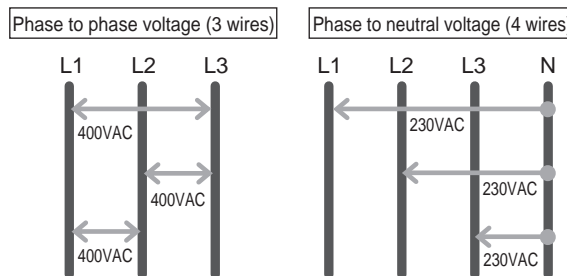 Phase to phase voltage (3 wires)
L1 L2 L3
400VAC
400VAC
400VAC
Phase to neutral voltage (4 wires
L1 L2 L3 N
230VAC
230VAC
230VAC